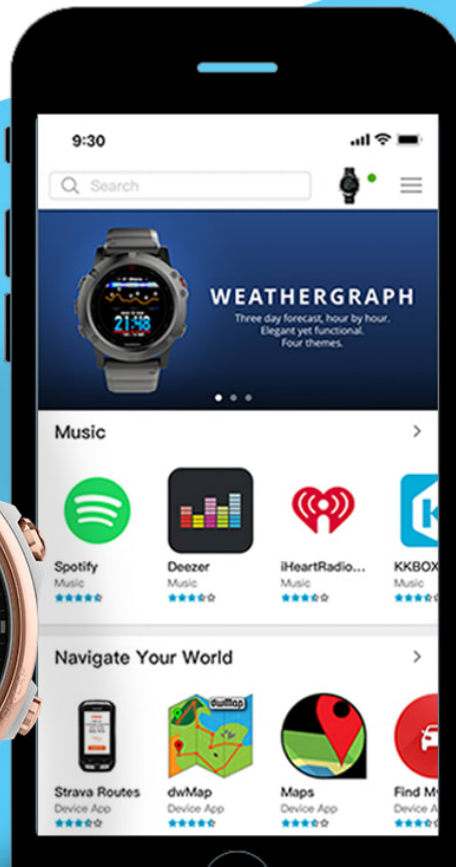 9:30
Search
WEATHERGRAPH
Three day forecast, hour by hour.
Elegant yet functional.
Four themes.
21:48
Music
Spotify
Deezer
iHeartRadio...
KKBOX
Music
Music
Music
Music
Navigate Your World
dwMap
Strava Routes
dwMap
Maps
Find My
Device App
Device App
Device App
Device A